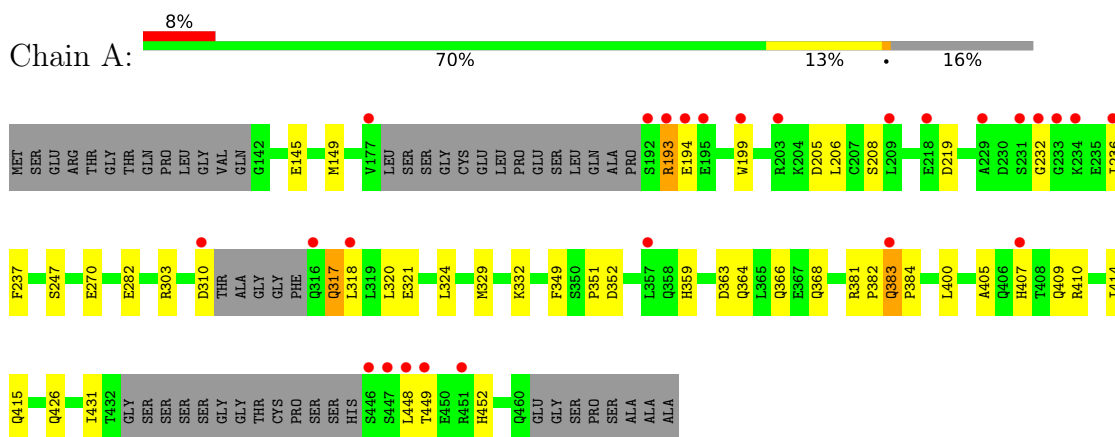 8%
Chain A:
70% 13% • 16%
MET SER GLU ARG THR GLY THR GLN PRO LEU GLY VAL GLN G142 E145 M149 V177 LEU SER SER GLY CYS GLU LEU PRO GLU SER LEU GLN ALA PRO S192 R193 E194 E195 W199 R203 K204 D205 L206 C207 S208 L209 E218 D219 A229 D230 S231 G232 G233 K234 E235 I236
F237 S247 E270 E282 R303 D310 THR ALA GLY GLY PHE Q316 Q317 L318 L319 L320 E321 L324 M329 K332 F349 S350 P351 D352 L357 Q358 H359 D363 Q364 L365 Q366 E367 Q368 R381 P382 Q383 P384 L400 A405 Q406 H407 T408 Q409 R410 I414
Q415 Q426 I431 T432 GLY SER SER SER SER GLY GLY THR CYS PRO SER SER HIS S446 S447 L448 T449 E450 R451 H452 Q460 GLU GLY SER PRO SER ALA ALA ALA